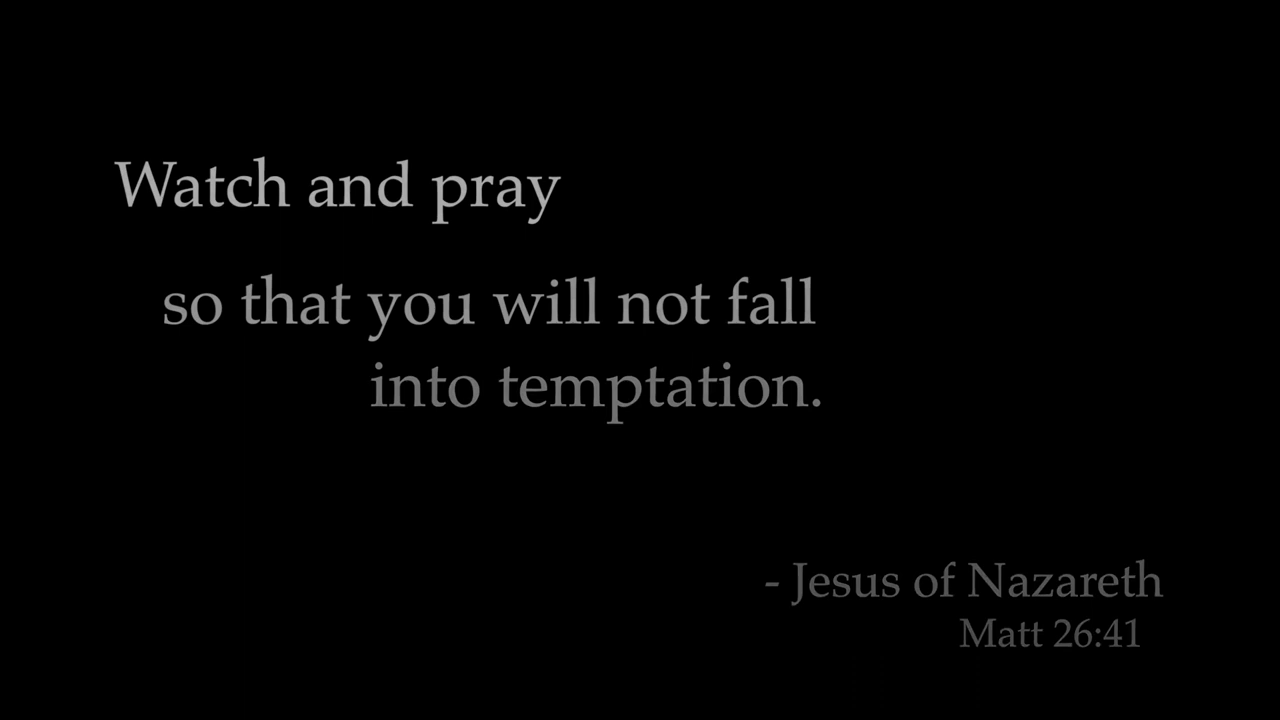 Watch and pray
so that you will not fall
into temptation.
- Jesus of Nazareth
Matt 26:41